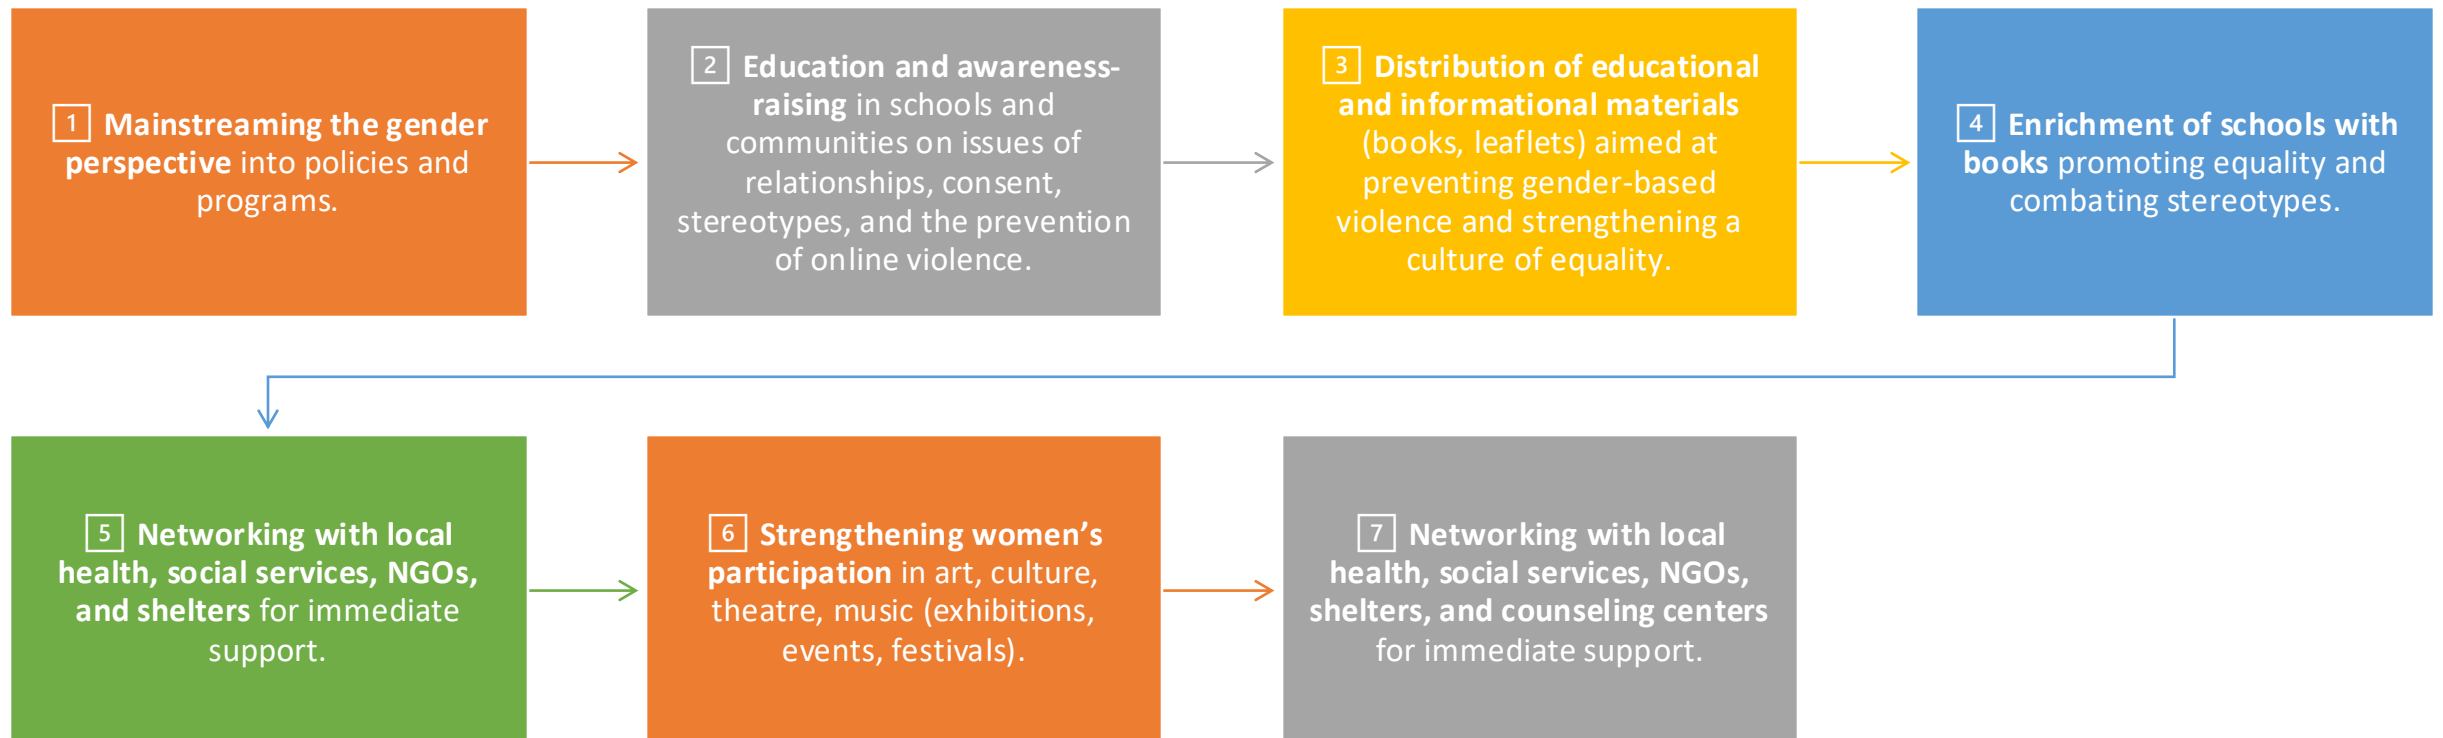 1 Mainstreaming the gender
perspective into policies and
programs.
2 Education and awareness-
raising in schools and
communities on issues of
relationships, consent,
stereotypes, and the prevention
of online violence.
3 Distribution of educational
and informational materials
(books, leaflets) aimed at
preventing gender-based
violence and strengthening a
culture of equality.
4 Enrichment of schools with
books promoting equality and
combating stereotypes.
5 Networking with local
health, social services, NGOs,
and shelters for immediate
support.
6 Strengthening women’s
participation in art, culture,
theatre, music (exhibitions,
events, festivals).
7 Networking with local
health, social services, NGOs,
shelters, and counseling centers
for immediate support.